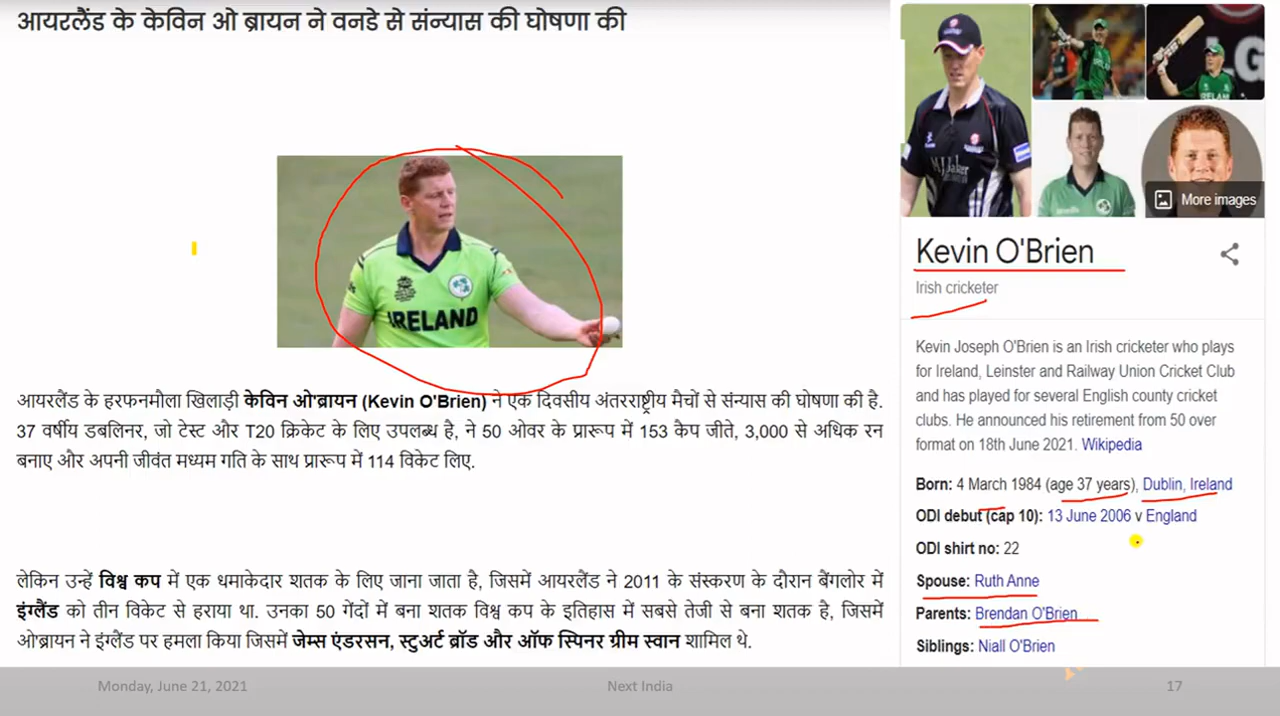 आयरलैंड के केविन ओ ब्रायन ने वनडे से संन्यास की घोषणा की
IRELAND
आयरलैंड के हरफनमौला खिलाड़ी केविन ओ'ब्रायन (Kevin O'Brien) ने एक दिवसीय अंतरराष्ट्रीय मैचों से संन्यास की घोषणा की है.
37 वर्षीय डबलिनर, जो टेस्ट और T20 क्रिकेट के लिए उपलब्ध है, ने 50 ओवर के प्रारूप में 153 कैप जीते, 3,000 से अधिक रन
बनाए और अपनी जीवंत मध्यम गति के साथ प्रारूप में 114 विकेट लिए.
लेकिन उन्हें विश्व कप में एक धमाकेदार शतक के लिए जाना जाता है, जिसमें आयरलैंड ने 2011 के संस्करण के दौरान बैंगलोर में
इंग्लैंड को तीन विकेट से हराया था. उनका 50 गेंदों में बना शतक विश्व कप के इतिहास में सबसे तेजी से बना शतक है, जिसमें
ओ'ब्रायन ने इंग्लैंड पर हमला किया जिसमें जेम्स एंडरसन, स्टुअर्ट ब्रॉड और ऑफ स्पिनर ग्रीम स्वान शामिल थे.
More images
Kevin O'Brien
Irish cricketer
Kevin Joseph O'Brien is an Irish cricketer who plays
for Ireland, Leinster and Railway Union Cricket Club
and has played for several English county cricket
clubs. He announced his retirement from 50 over
format on 18th June 2021. Wikipedia
Born: 4 March 1984 (age 37 years), Dublin, Ireland
ODI debut (cap 10): 13 June 2006 v England
ODI shirt no: 22
Spouse: Ruth Anne
Parents: Brendan O'Brien
Siblings: Niall O'Brien
Monday, June 21, 2021
Next India
17